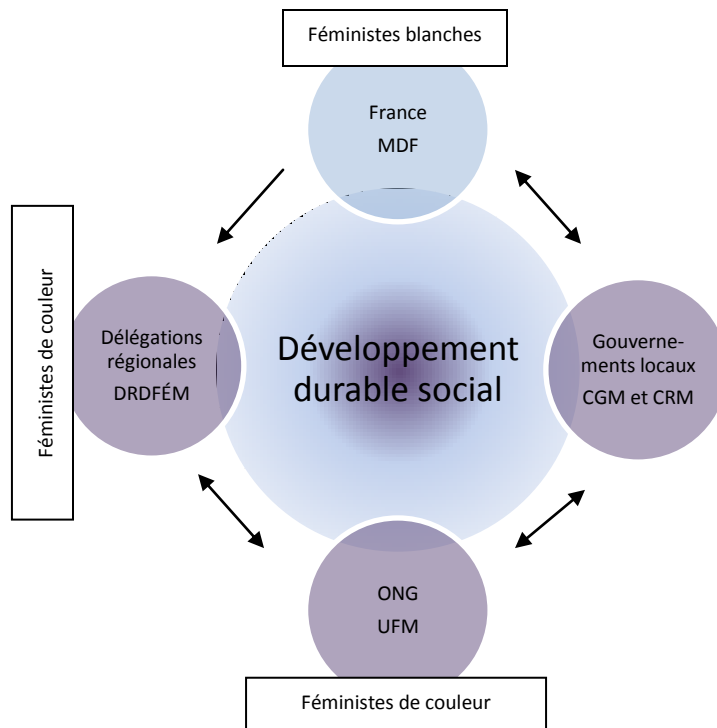 Féministes blanches
France
MDF
Féministes de couleur
Délégations
régionales
DRDFÉM
Développement
durable social
Gouverne-
ments locaux
CGM et CRM
ONG
UFM
Féministes de couleur